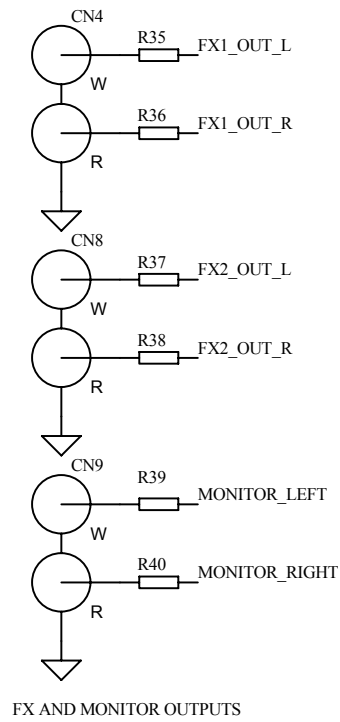 CN4
R35 FX1_OUT_L
W
R36 FX1_OUT_R
R
CN8
R37 FX2_OUT_L
W
R38 FX2_OUT_R
R
CN9
R39 MONITOR_LEFT
W
R40 MONITOR_RIGHT
R
FX AND MONITOR OUTPUTS